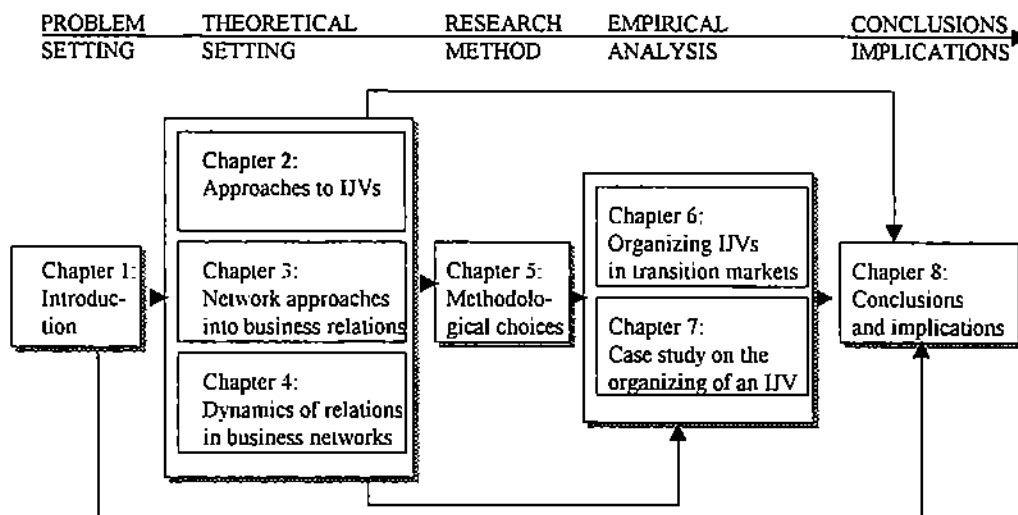 PROBLEM SETTING
THEORETICAL SETTING
RESEARCH METHOD
EMPIRICAL ANALYSIS
CONCLUSIONS IMPLICATIONS
Chapter 1:
Introduc-
tion
Chapter 2:
Approaches to IJVs
Chapter 3:
Network approaches
into business relations
Chapter 4:
Dynamics of relations
in business networks
Chapter 5:
Methodolo-
gical choices
Chapter 6:
Organizing IJVs
in transition markets
Chapter 7:
Case study on the
organizing of an IJV
Chapter 8:
Conclusions
and implications